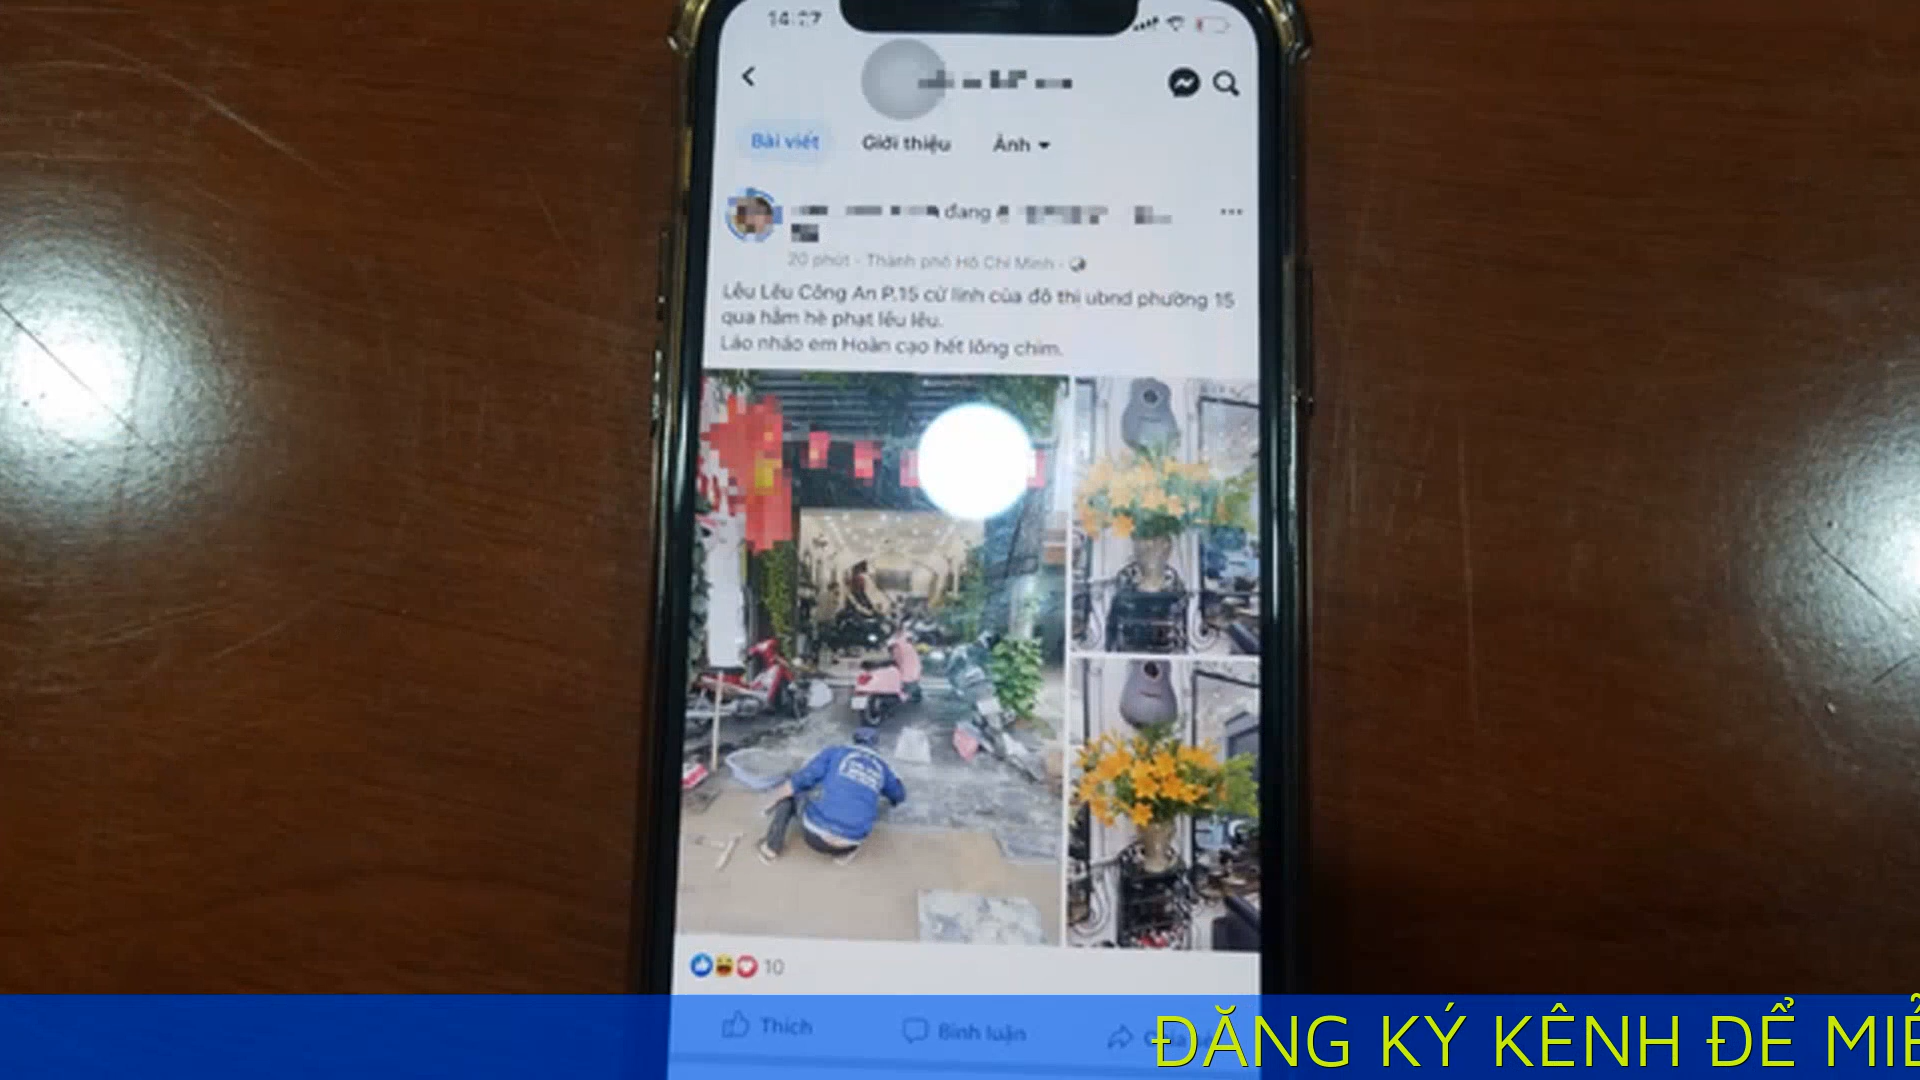 14:27
Bài viết
Giới thiệu
Ảnh
đang
20 phút - Thành phố Hồ Chí Minh
Lêu Lêu Công An P.15 cử lính của đô thị ubnd phường 15
qua hẳm hè phạt lêu lêu.
Láo nháo em Hoàn cạo hết lông chim.
10
Thích
Bình luận
ĐĂNG KÝ KÊNH ĐỂ